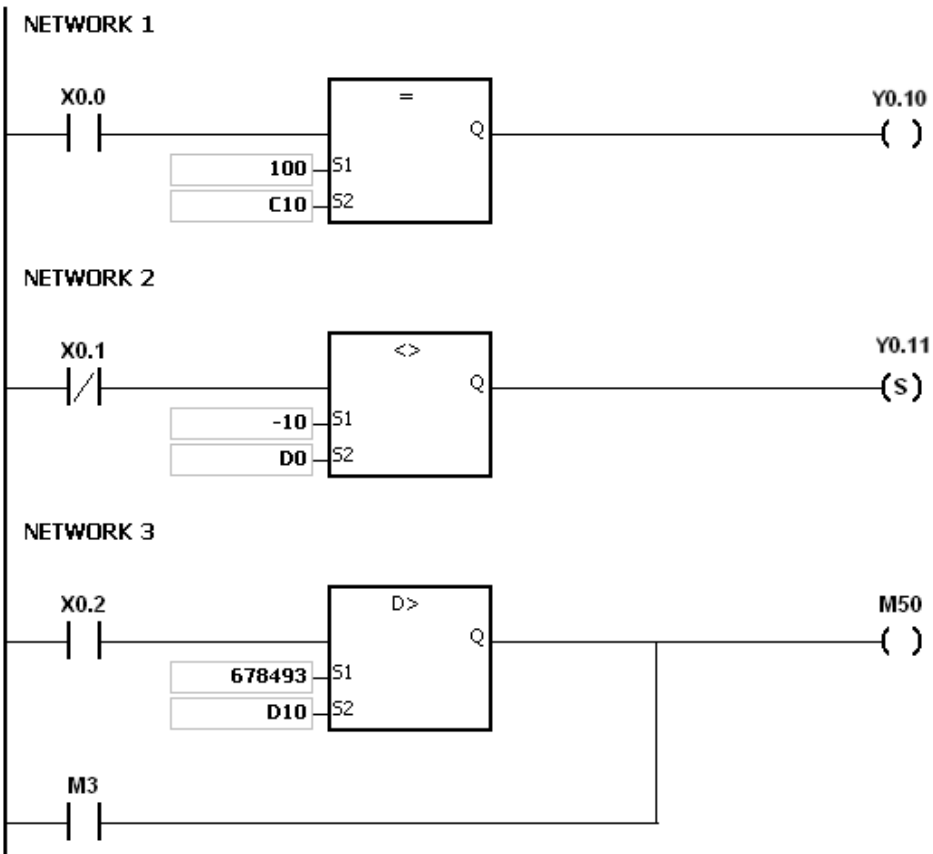 NETWORK 1
X0.0
=
Y0.10
Q
( )
100 S1
C10 S2
NETWORK 2
X0.1
<>
Y0.11
Q
(S)
-10 S1
D0 S2
NETWORK 3
X0.2
D>
M50
Q
( )
678493 S1
D10 S2
M3